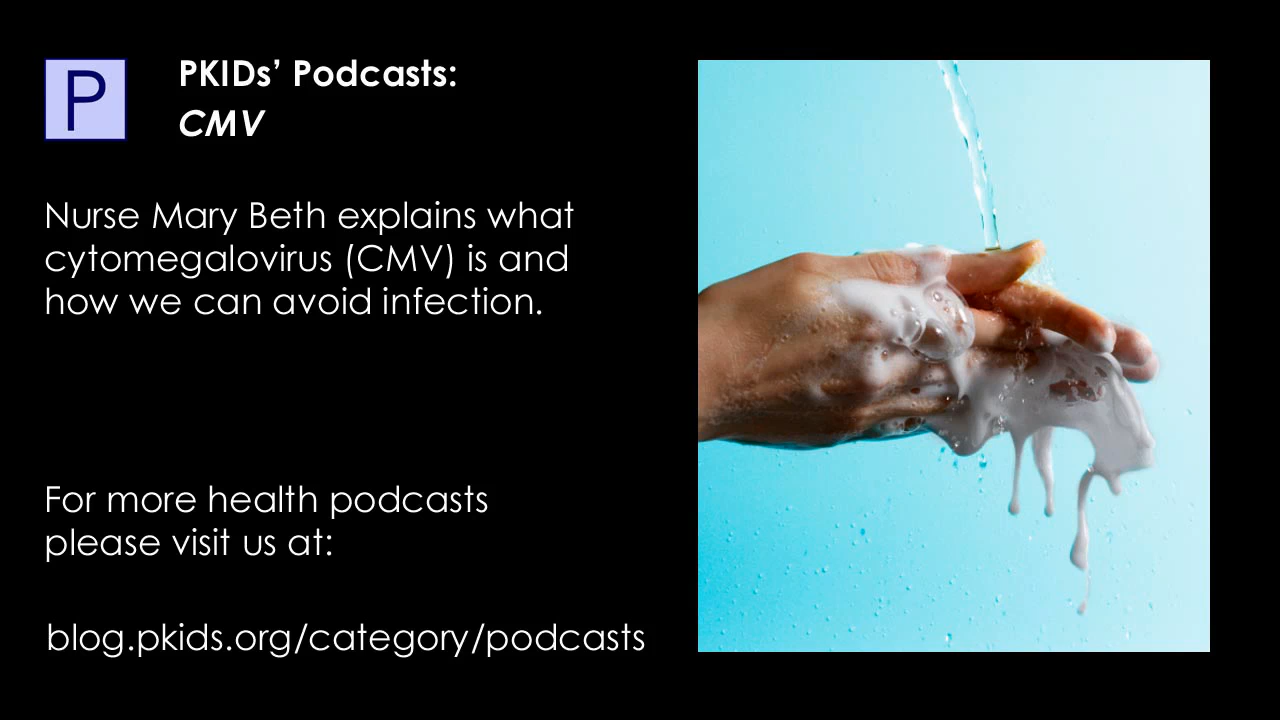 P
PKIDs’ Podcasts:
CMV
Nurse Mary Beth explains what
cytomegalovirus (CMV) is and
how we can avoid infection.
For more health podcasts
please visit us at:
blog.pkids.org/category/podcasts